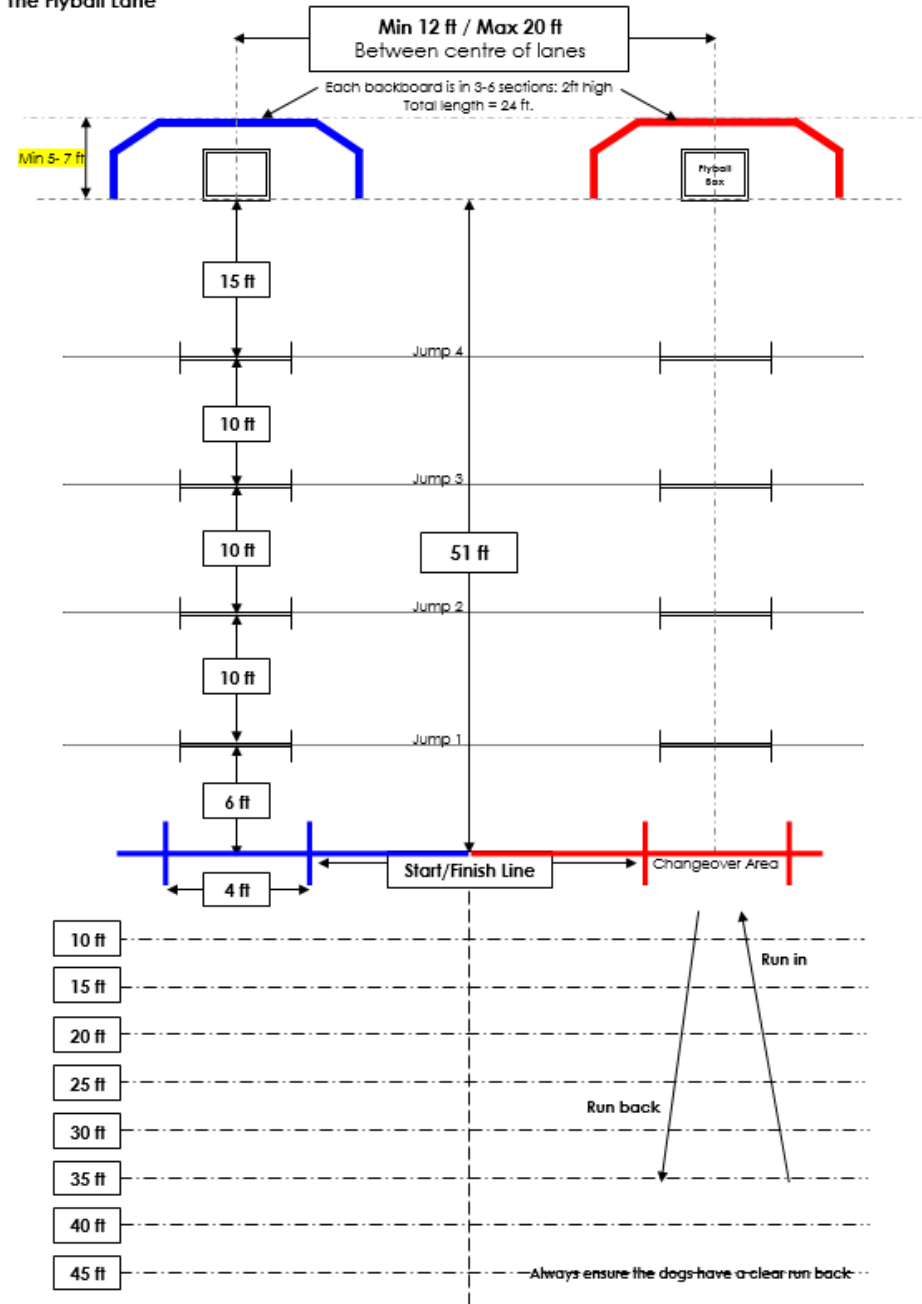 The Flyball Lane
Min 12 ft / Max 20 ft
Between centre of lanes
Each backboard is in 3-6 sections: 2ft high
Total length = 24 ft.
Min 5- 7 ft
Flyball
Box
15 ft
Jump 4
10 ft
Jump 3
10 ft
51 ft
Jump 2
10 ft
Jump 1
6 ft
Start/Finish Line
Changeover Area
4 ft
10 ft
Run in
15 ft
20 ft
25 ft
Run back
30 ft
35 ft
40 ft
45 ft
Always ensure the dogs have a clear run back